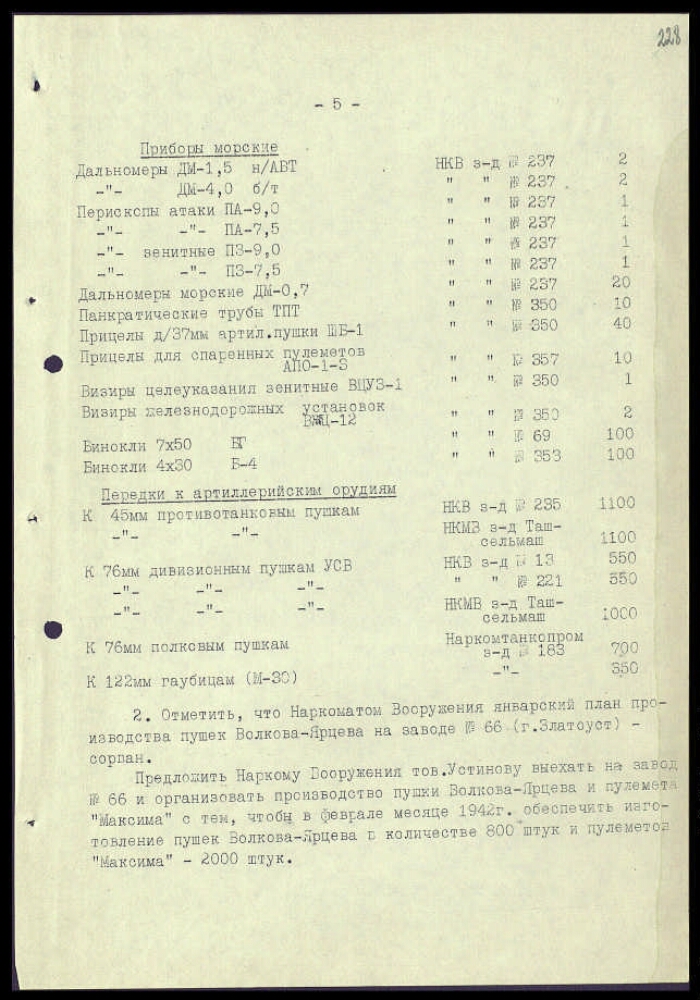 228
- 5 -
Приборы морские
Дальномеры ДМ-1,5 н/АВТ НКВ з-д № 237 2
-"- ДМ-4,0 б/т " " № 237 2
Перископы атаки ПА-9,0 " " № 237 1
-"- -"- ПА-7,5 " " № 237 1
-"- зенитные ПЗ-9,0 " " № 237 1
-"- -"- ПЗ-7,5 " " № 237 1
Дальномеры морские ДМ-0,7 " " № 237 20
Панкратические трубы ТПТ " " № 350 10
Прицелы д/37мм артил.пушки ШБ-1 " " № 350 40
Прицелы для спаренных пулеметов
АПО-1-З " " № 357 10
Визиры целеуказания зенитные ВЦУЗ-1 " " № 350 1
Визиры железнодорожных установок
ВЖЦ-12 " " № 350 2
Бинокли 7х50 БГ " " № 69 100
Бинокли 4х30 Б-4 " " № 353 100
Передки к артиллерийским орудиям
К 45мм противотанковым пушкам НКВ з-д № 235 1100
-"- -"- НКМВ з-д Таш-
сельмаш 1100
К 76мм дивизионным пушкам УСВ НКВ з-д № 13 550
-"- -"- -"- " " № 221 550
-"- -"- -"- НКМВ з-д Таш-
сельмаш 1000
К 76мм полковым пушкам Наркомтанкопром
з-д № 183 700
К 122мм гаубицам (М-30) -"- 350
2. Отметить, что Наркоматом Вооружения январский план про-
изводства пушек Волкова-Ярцева на заводе № 66 (г.Златоуст) -
сорван.
Предложить Наркому Вооружения тов.Устинову выехать на завод
№ 66 и организовать производство пушки Волкова-Ярцева и пулемета
"Максима" с тем, чтобы в феврале месяце 1942г. обеспечить изго-
товление пушек Волкова-Ярцева в количестве 800 штук и пулеметов
"Максима" - 2000 штук.